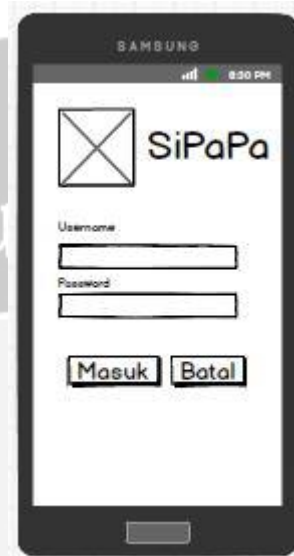 SAMSUNG
8:30 PM
SiPaPa
Username
Password
Masuk Batal